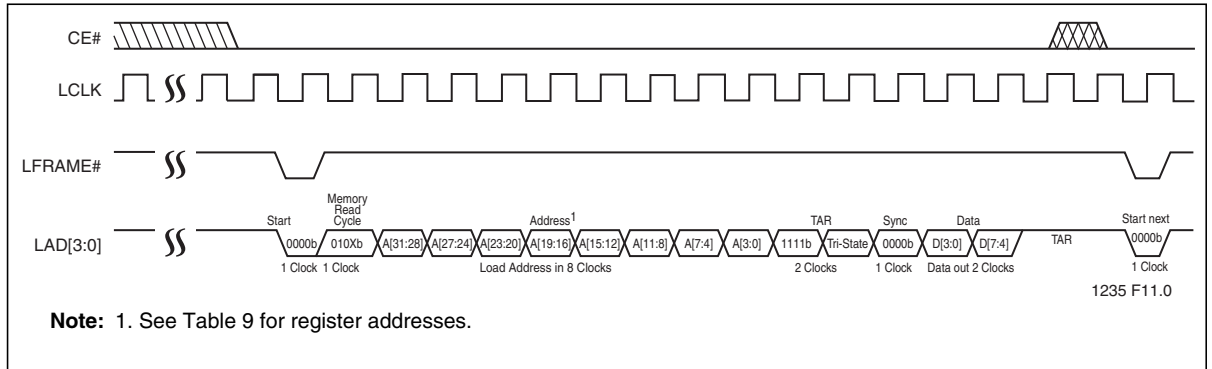 CE#
LCLK
LFRAME#
Memory
Read
Cycle
Start
Address1
TAR
Sync
Data
Start next
LAD[3:0]
0000b 010Xb A[31:28] A[27:24] A[23:20] A[19:16] A[15:12] A[11:8] A[7:4] A[3:0] 1111b Tri-State 0000b D[3:0] D[7:4] TAR 0000b
1 Clock 1 Clock Load Address in 8 Clocks 2 Clocks 1 Clock Data out 2 Clocks 1 Clock
1235 F11.0
Note: 1. See Table 9 for register addresses.